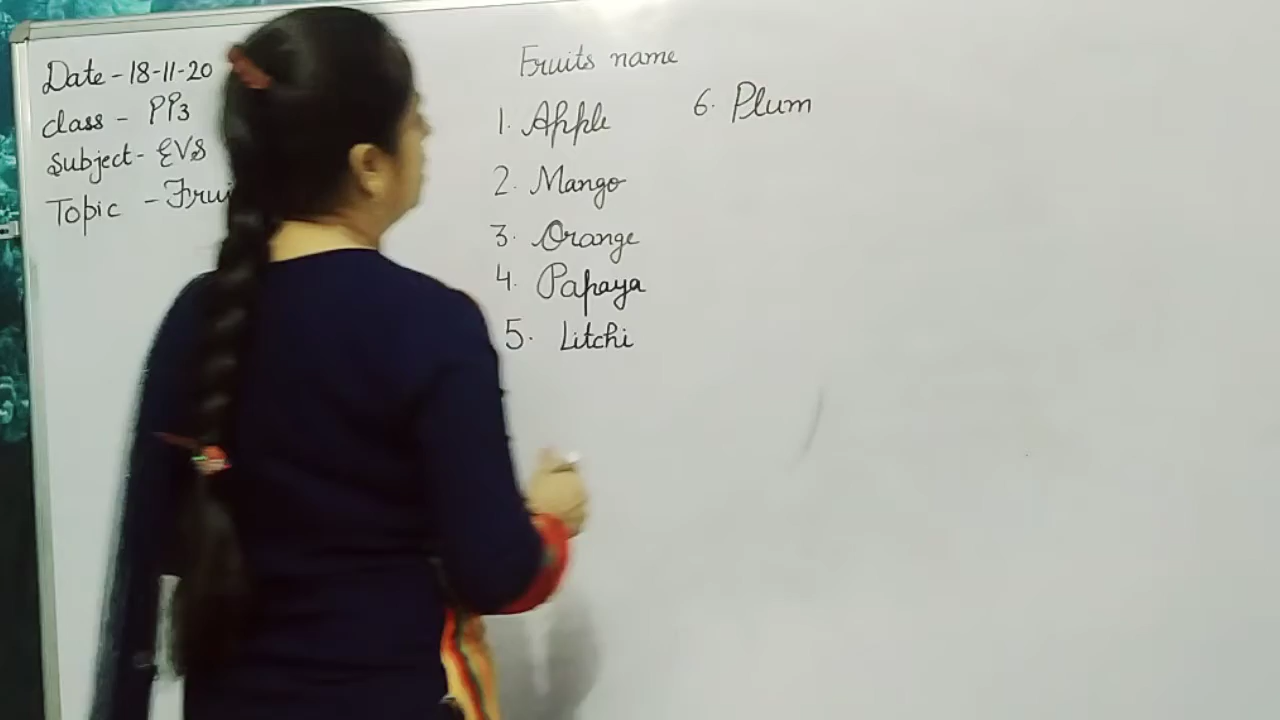 Date - 18-11-20
class - PP3
Subject - EVS
Topic -
Fruits name
1. Apple
2. Mango
3. Orange
4. Papaya
5. Litchi
6. Plum